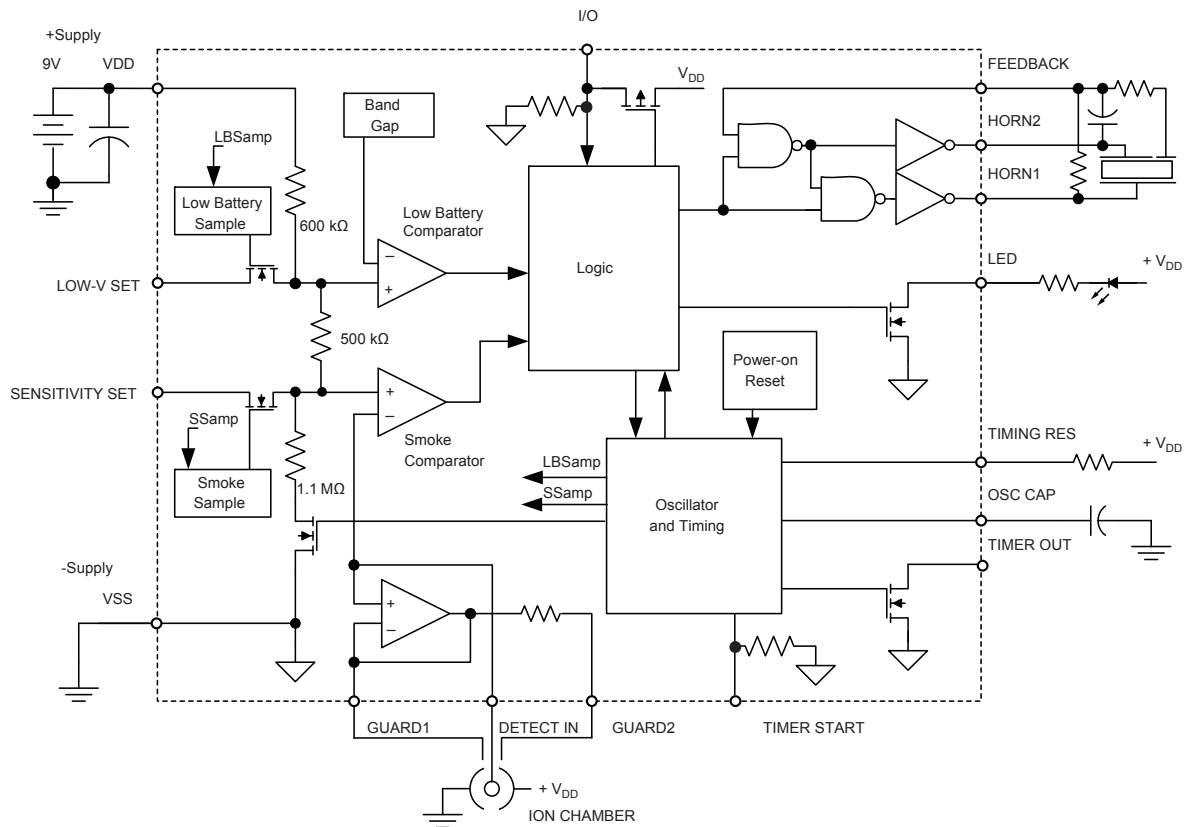 I/O
+Supply
9V
VDD
VDD
FEEDBACK
Band
Gap
HORN2
LBSamp
HORN1
Low Battery
Sample
600 kΩ
Low Battery
Comparator
Logic
LED
+ VDD
LOW-V SET
500 kΩ
Power-on
Reset
SENSITIVITY SET
SSamp
Smoke
Comparator
TIMING RES
+ VDD
LBSamp
Smoke
Sample
1.1 MΩ
SSamp
Oscillator
and Timing
OSC CAP
TIMER OUT
-Supply
VSS
GUARD1
DETECT IN
GUARD2
TIMER START
+ VDD
ION CHAMBER